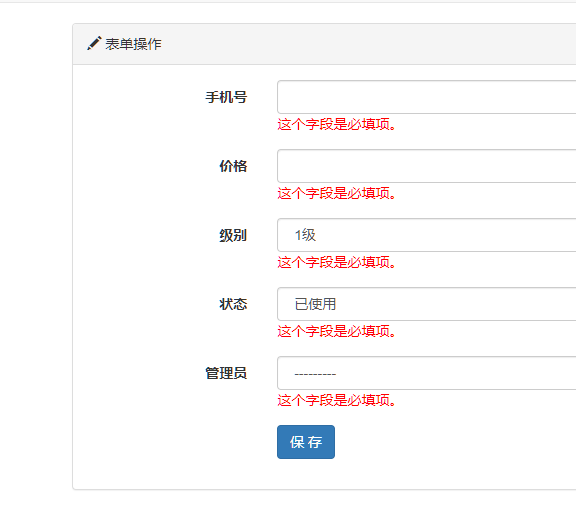 表单操作
手机号
这个字段是必填项。
价格
这个字段是必填项。
级别
1级
这个字段是必填项。
状态
已使用
这个字段是必填项。
管理员
---------
这个字段是必填项。
保 存